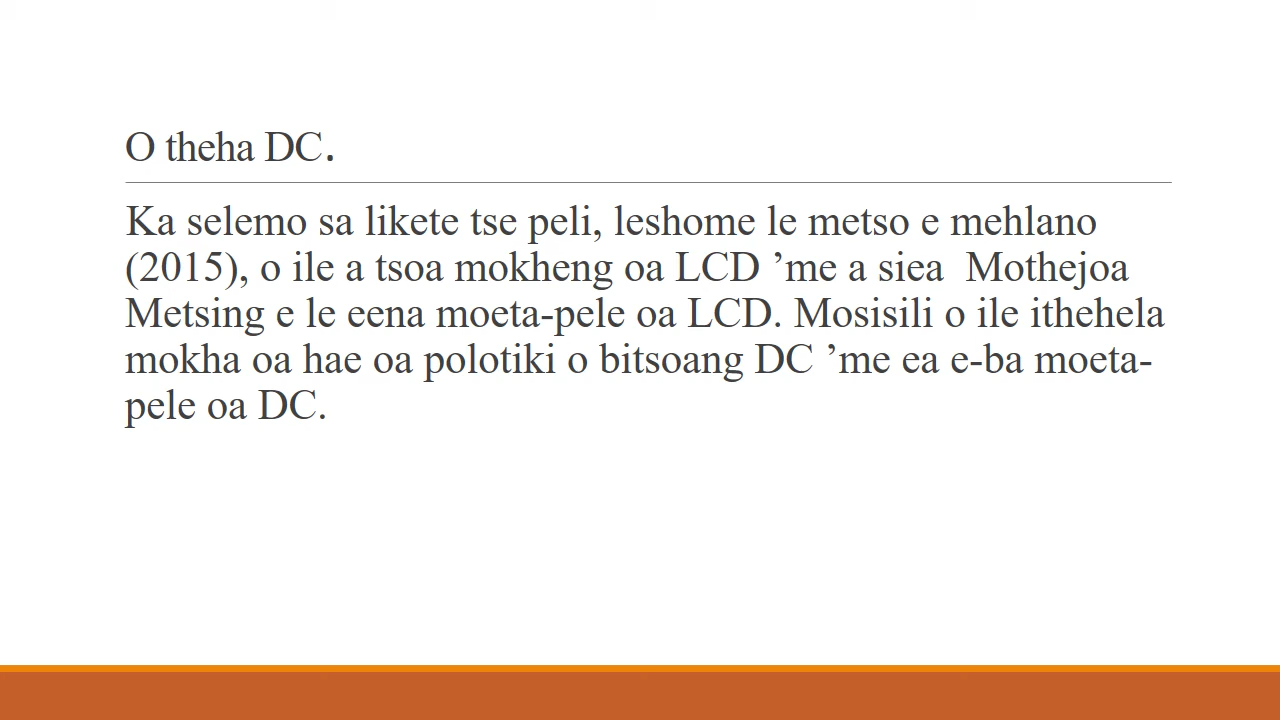 O theha DC.
Ka selemo sa likete tse peli, leshome le metso e mehlano
(2015), o ile a tsoa mokheng oa LCD ’me a siea  Mothejoa
Metsing e le eena moeta-pele oa LCD. Mosisili o ile ithehela
mokha oa hae oa polotiki o bitsoang DC ’me ea e-ba moeta-
pele oa DC.